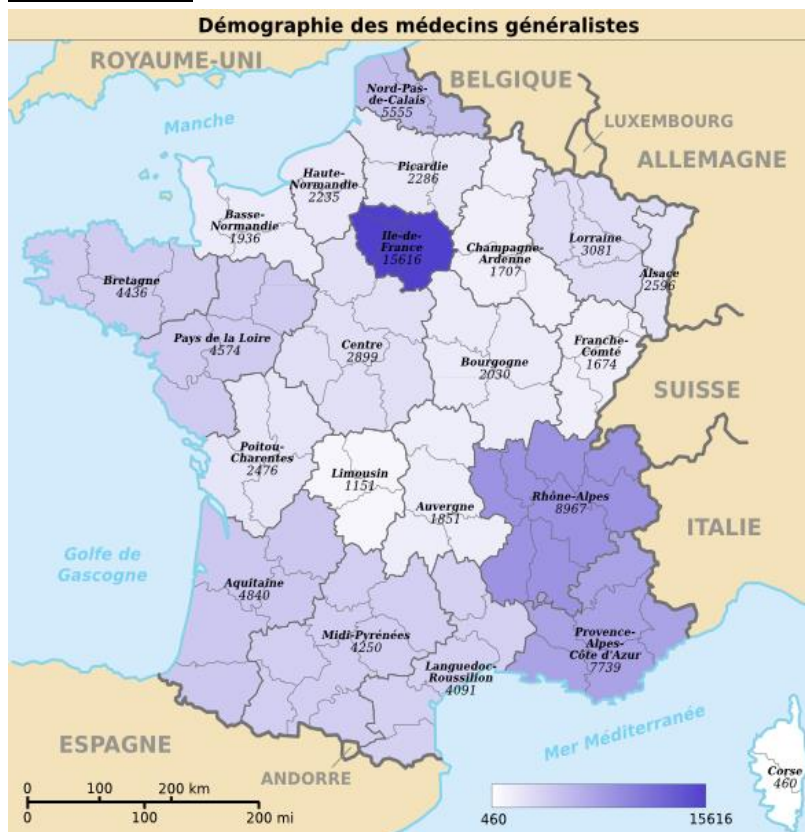 Démographie des médecins généralistes
ROYAUME-UNI
BELGIQUE
LUXEMBOURG
ALLEMAGNE
Manche
Nord-Pas-
de-Calais
5555
Picardie
2286
Haute-
Normandie
2235
Basse-
Normandie
1936
Ile-de-
France
15616
Champagne-
Ardenne
1707
Lorraine
3081
Alsace
2596
Bretagne
4436
Pays de la Loire
4574
Centre
2899
Bourgogne
2030
Franche-
Comté
1674
SUISSE
Poitou-
Charentes
2476
Limousin
1151
Auvergne
1851
Rhône-Alpes
8967
ITALIE
Golfe de
Gascogne
Aquitaine
4840
Midi-Pyrénées
4250
Languedoc-
Roussillon
4091
Provence-
Alpes-
Côte d'Azur
7739
Mer Méditerranée
ESPAGNE
ANDORRE
Corse
460
0 100 200 km
0 100 200 mi
460 15616